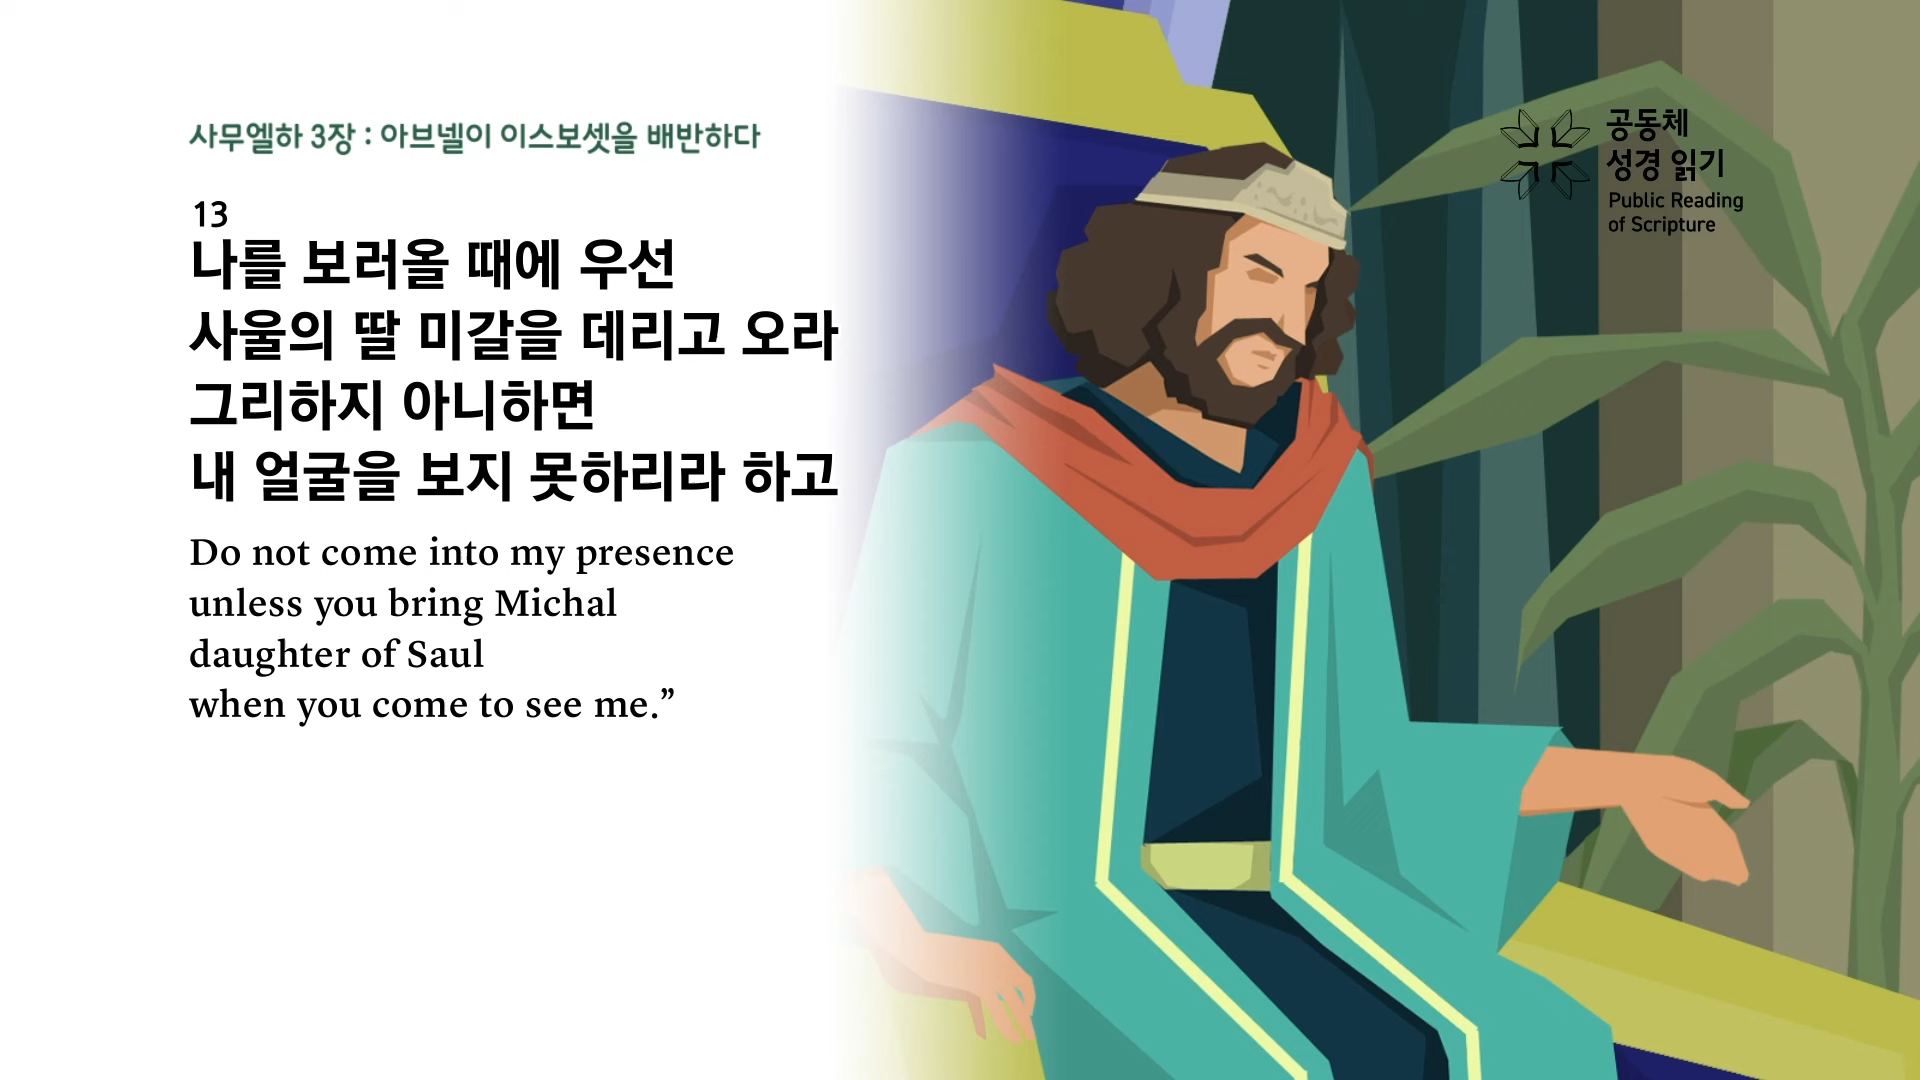 사무엘하 3장 : 아브넬이 이스보셋을 배반하다
13
나를 보러올 때에 우선
사울의 딸 미갈을 데리고 오라
그리하지 아니하면
내 얼굴을 보지 못하리라 하고
Do not come into my presence
unless you bring Michal
daughter of Saul
when you come to see me.”
공동체
성경 읽기
Public Reading
of Scripture